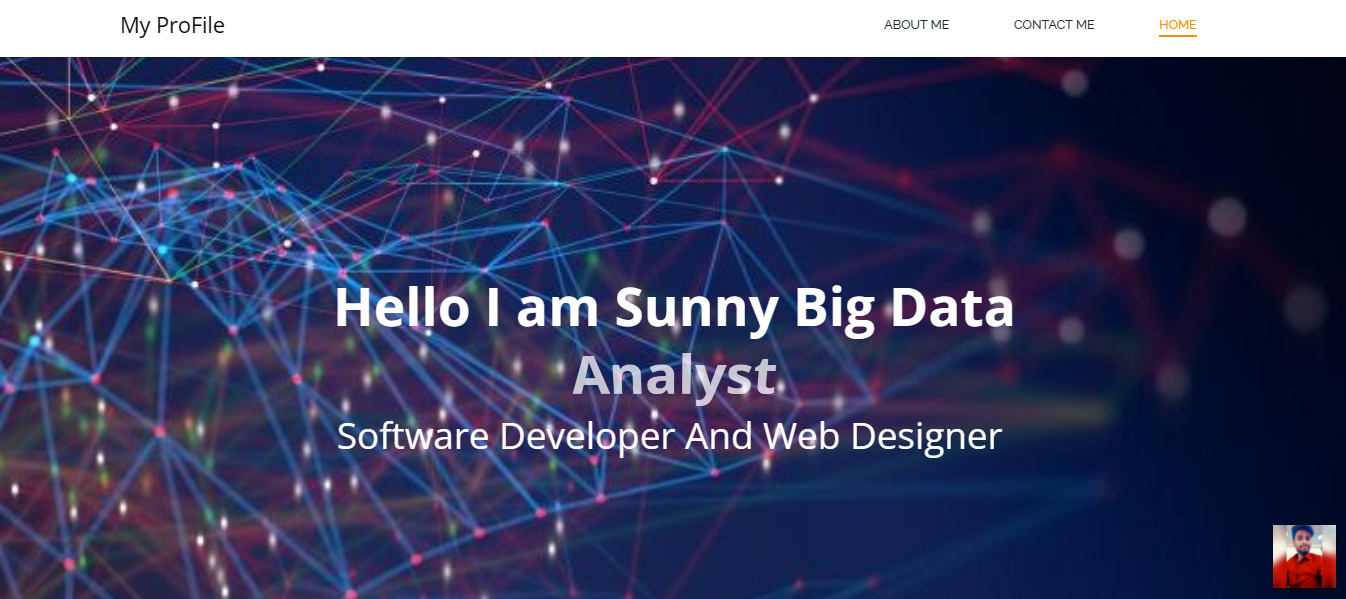 My ProFile
ABOUT ME
CONTACT ME
HOME
Hello I am Sunny Big Data
Analyst
Software Developer And Web Designer